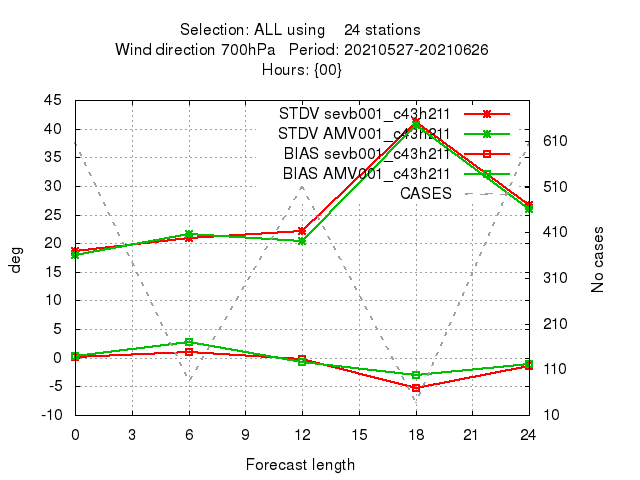 Selection: ALL using 24 stations
Wind direction 700hPa Period: 20210527-20210626
Hours: {00}
STDV sevb001_c43h211
STDV AMV001_c43h211
BIAS sevb001_c43h211
BIAS AMV001_c43h211
CASES
45
40
35
30
25
20
15
10
5
0
-5
-10
deg
610
510
410
310
210
110
10
No cases
0 3 6 9 12 15 18 21 24
Forecast length